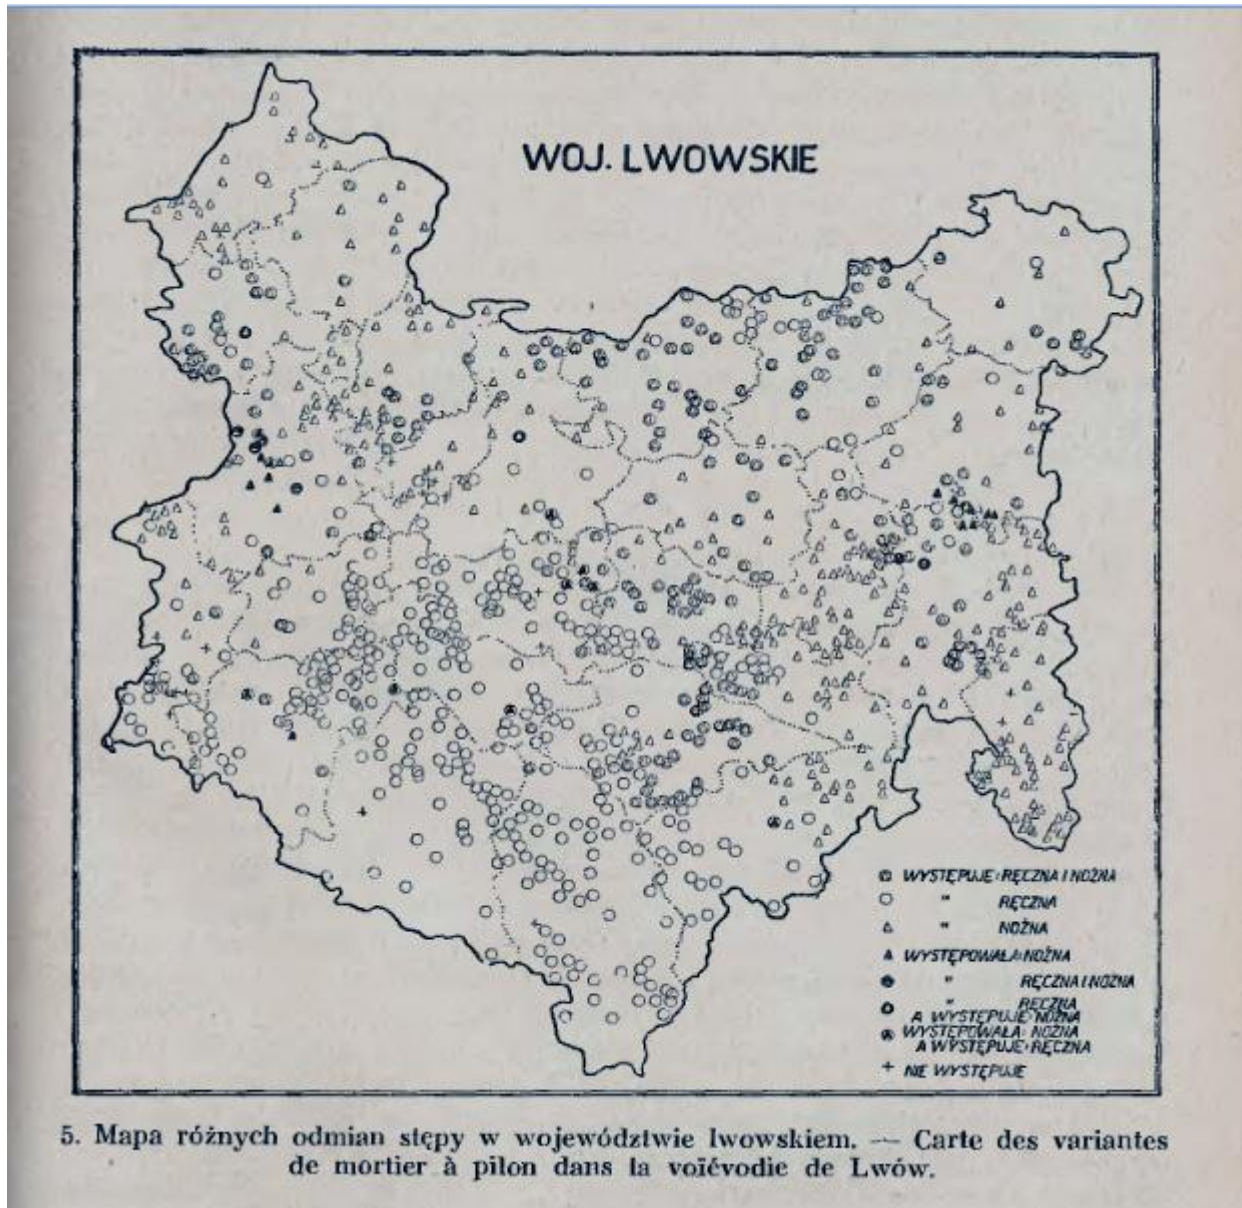 WOJ. LWOWSKIE
WYSTĘPUJE: RĘCZNA I NOŻNA
" RĘCZNA
" NOŻNA
WYSTĘPOWAŁA: NOŻNA
" RĘCZNA I NOŻNA
" RĘCZNA
A WYSTĘPUJE: NOŻNA
WYSTĘPOWAŁA: NOŻNA
A WYSTĘPUJE: RĘCZNA
+ NIE WYSTĘPUJE
5. Mapa różnych odmian stępy w województwie lwowskiem. — Carte des variantes
de mortier à pilon dans la voïévodie de Lwów.